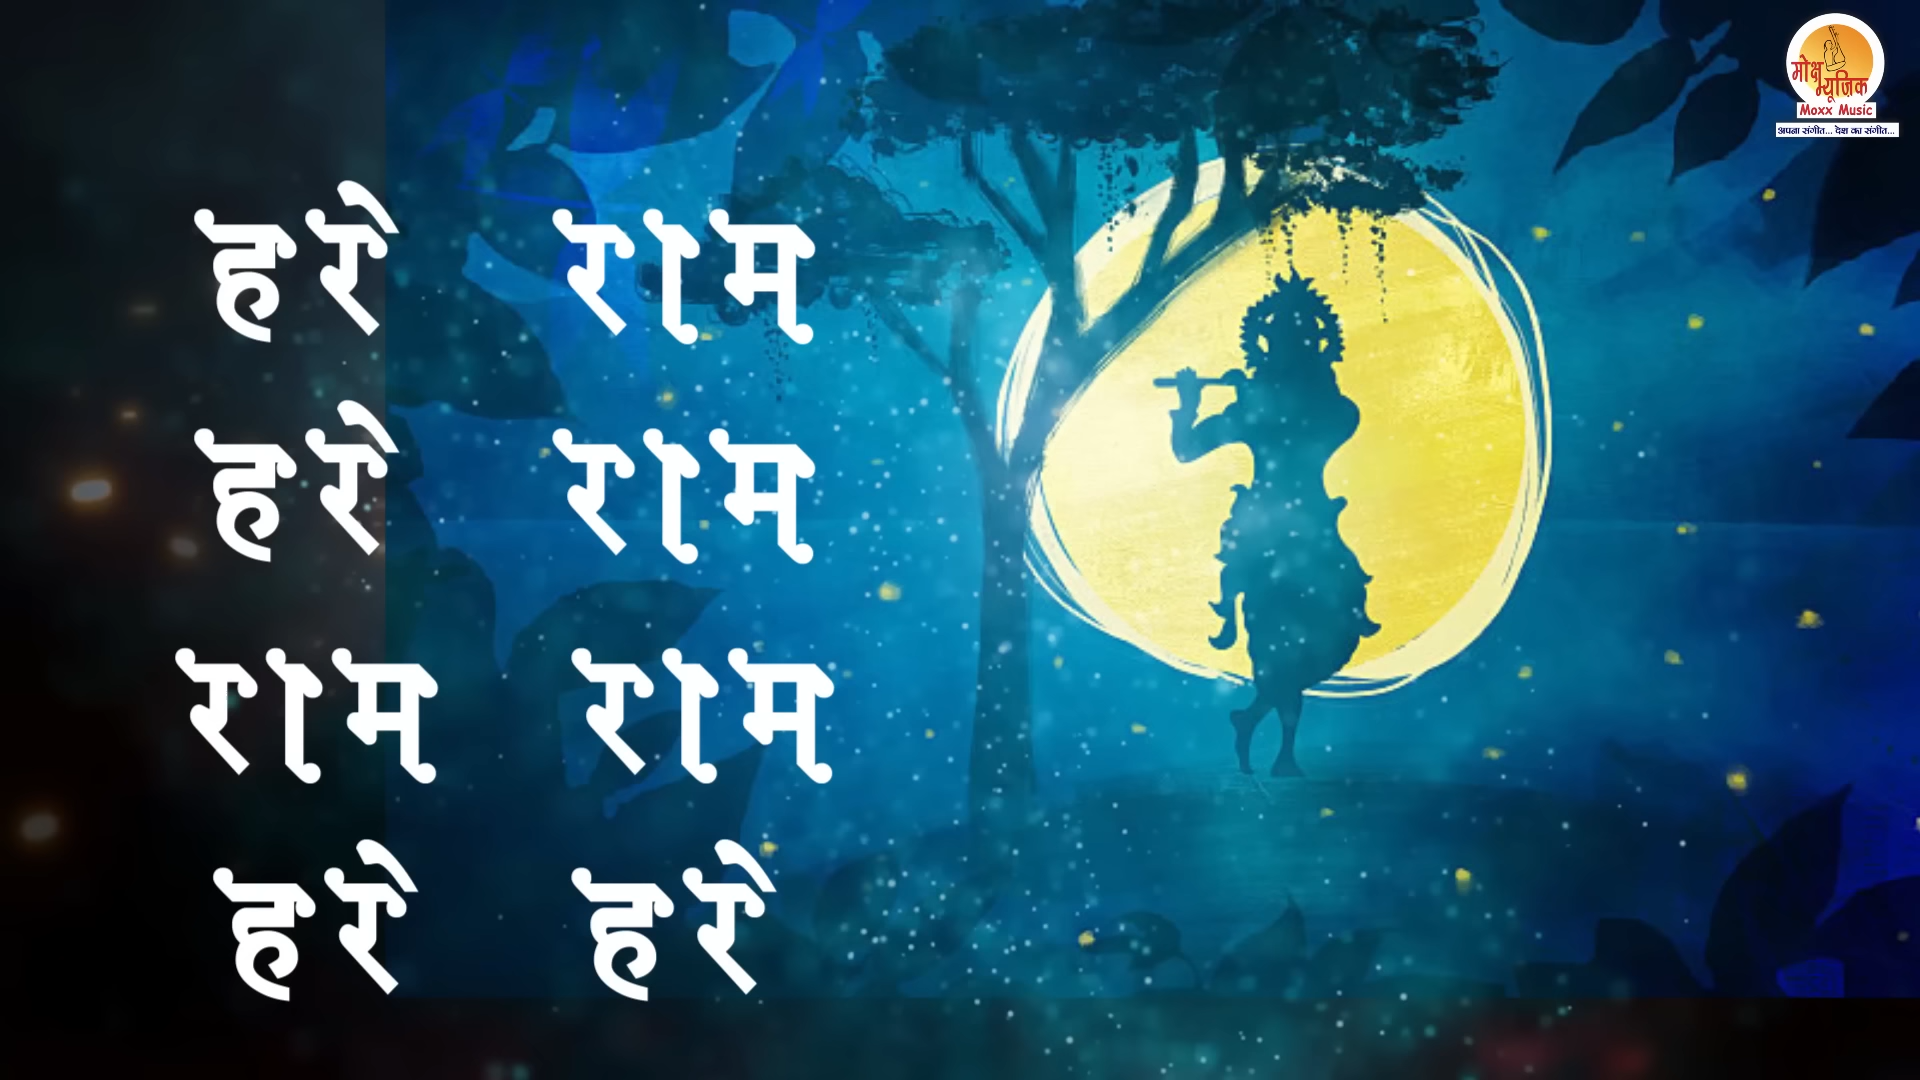 हरे राम
हरे राम
राम राम
हरे हरे
मोक्ष
म्यूज़िक
Moxx Music
अपना संगीत... देश का संगीत...